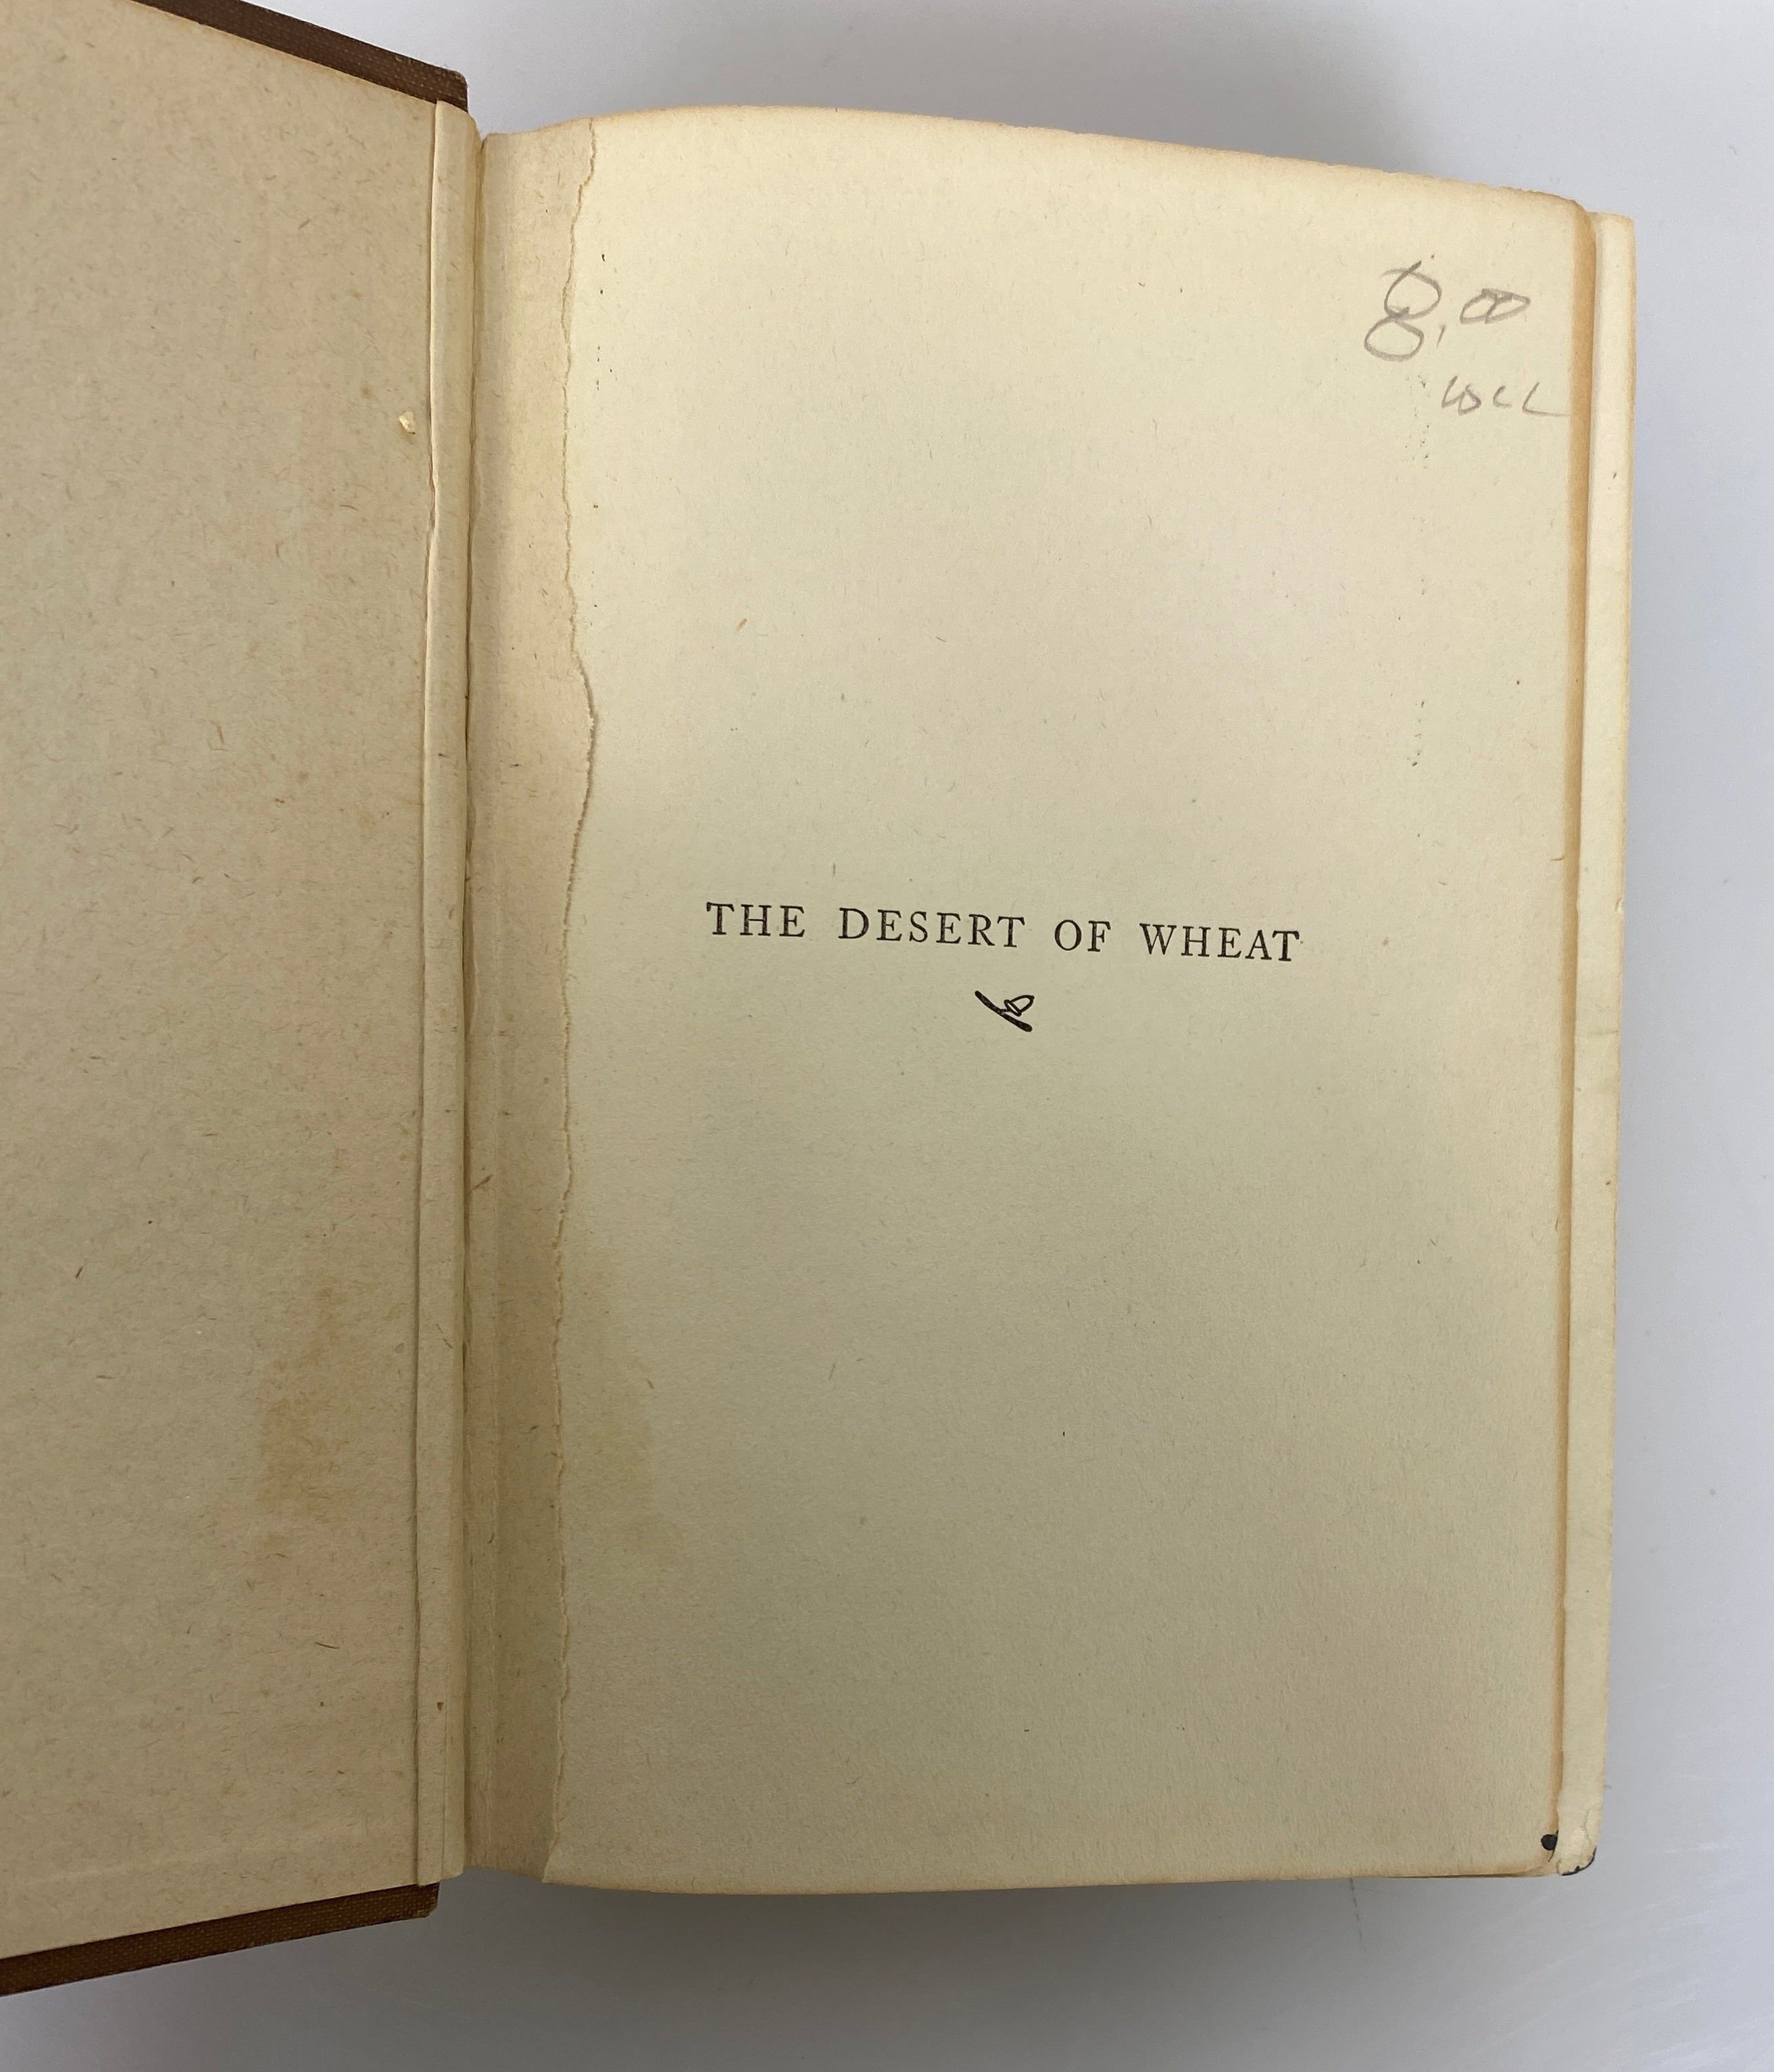 8.00
THE DESERT OF WHEAT